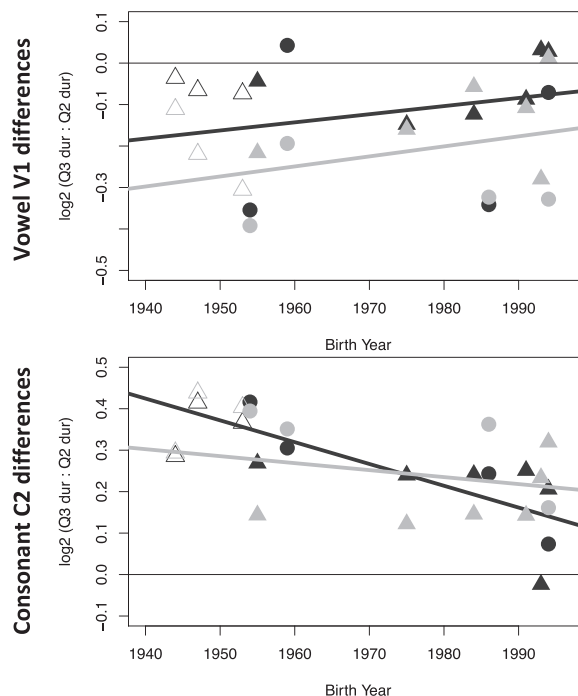 Vowel V1 differences
log2 (Q3 dur : Q2 dur)
0.1
0.0
−0.1
−0.3
−0.5
1940 1950 1960 1970 1980 1990
Birth Year
Consonant C2 differences
log2 (Q3 dur : Q2 dur)
0.5
0.4
0.3
0.2
0.1
0.0
−0.1
1940 1950 1960 1970 1980 1990
Birth Year